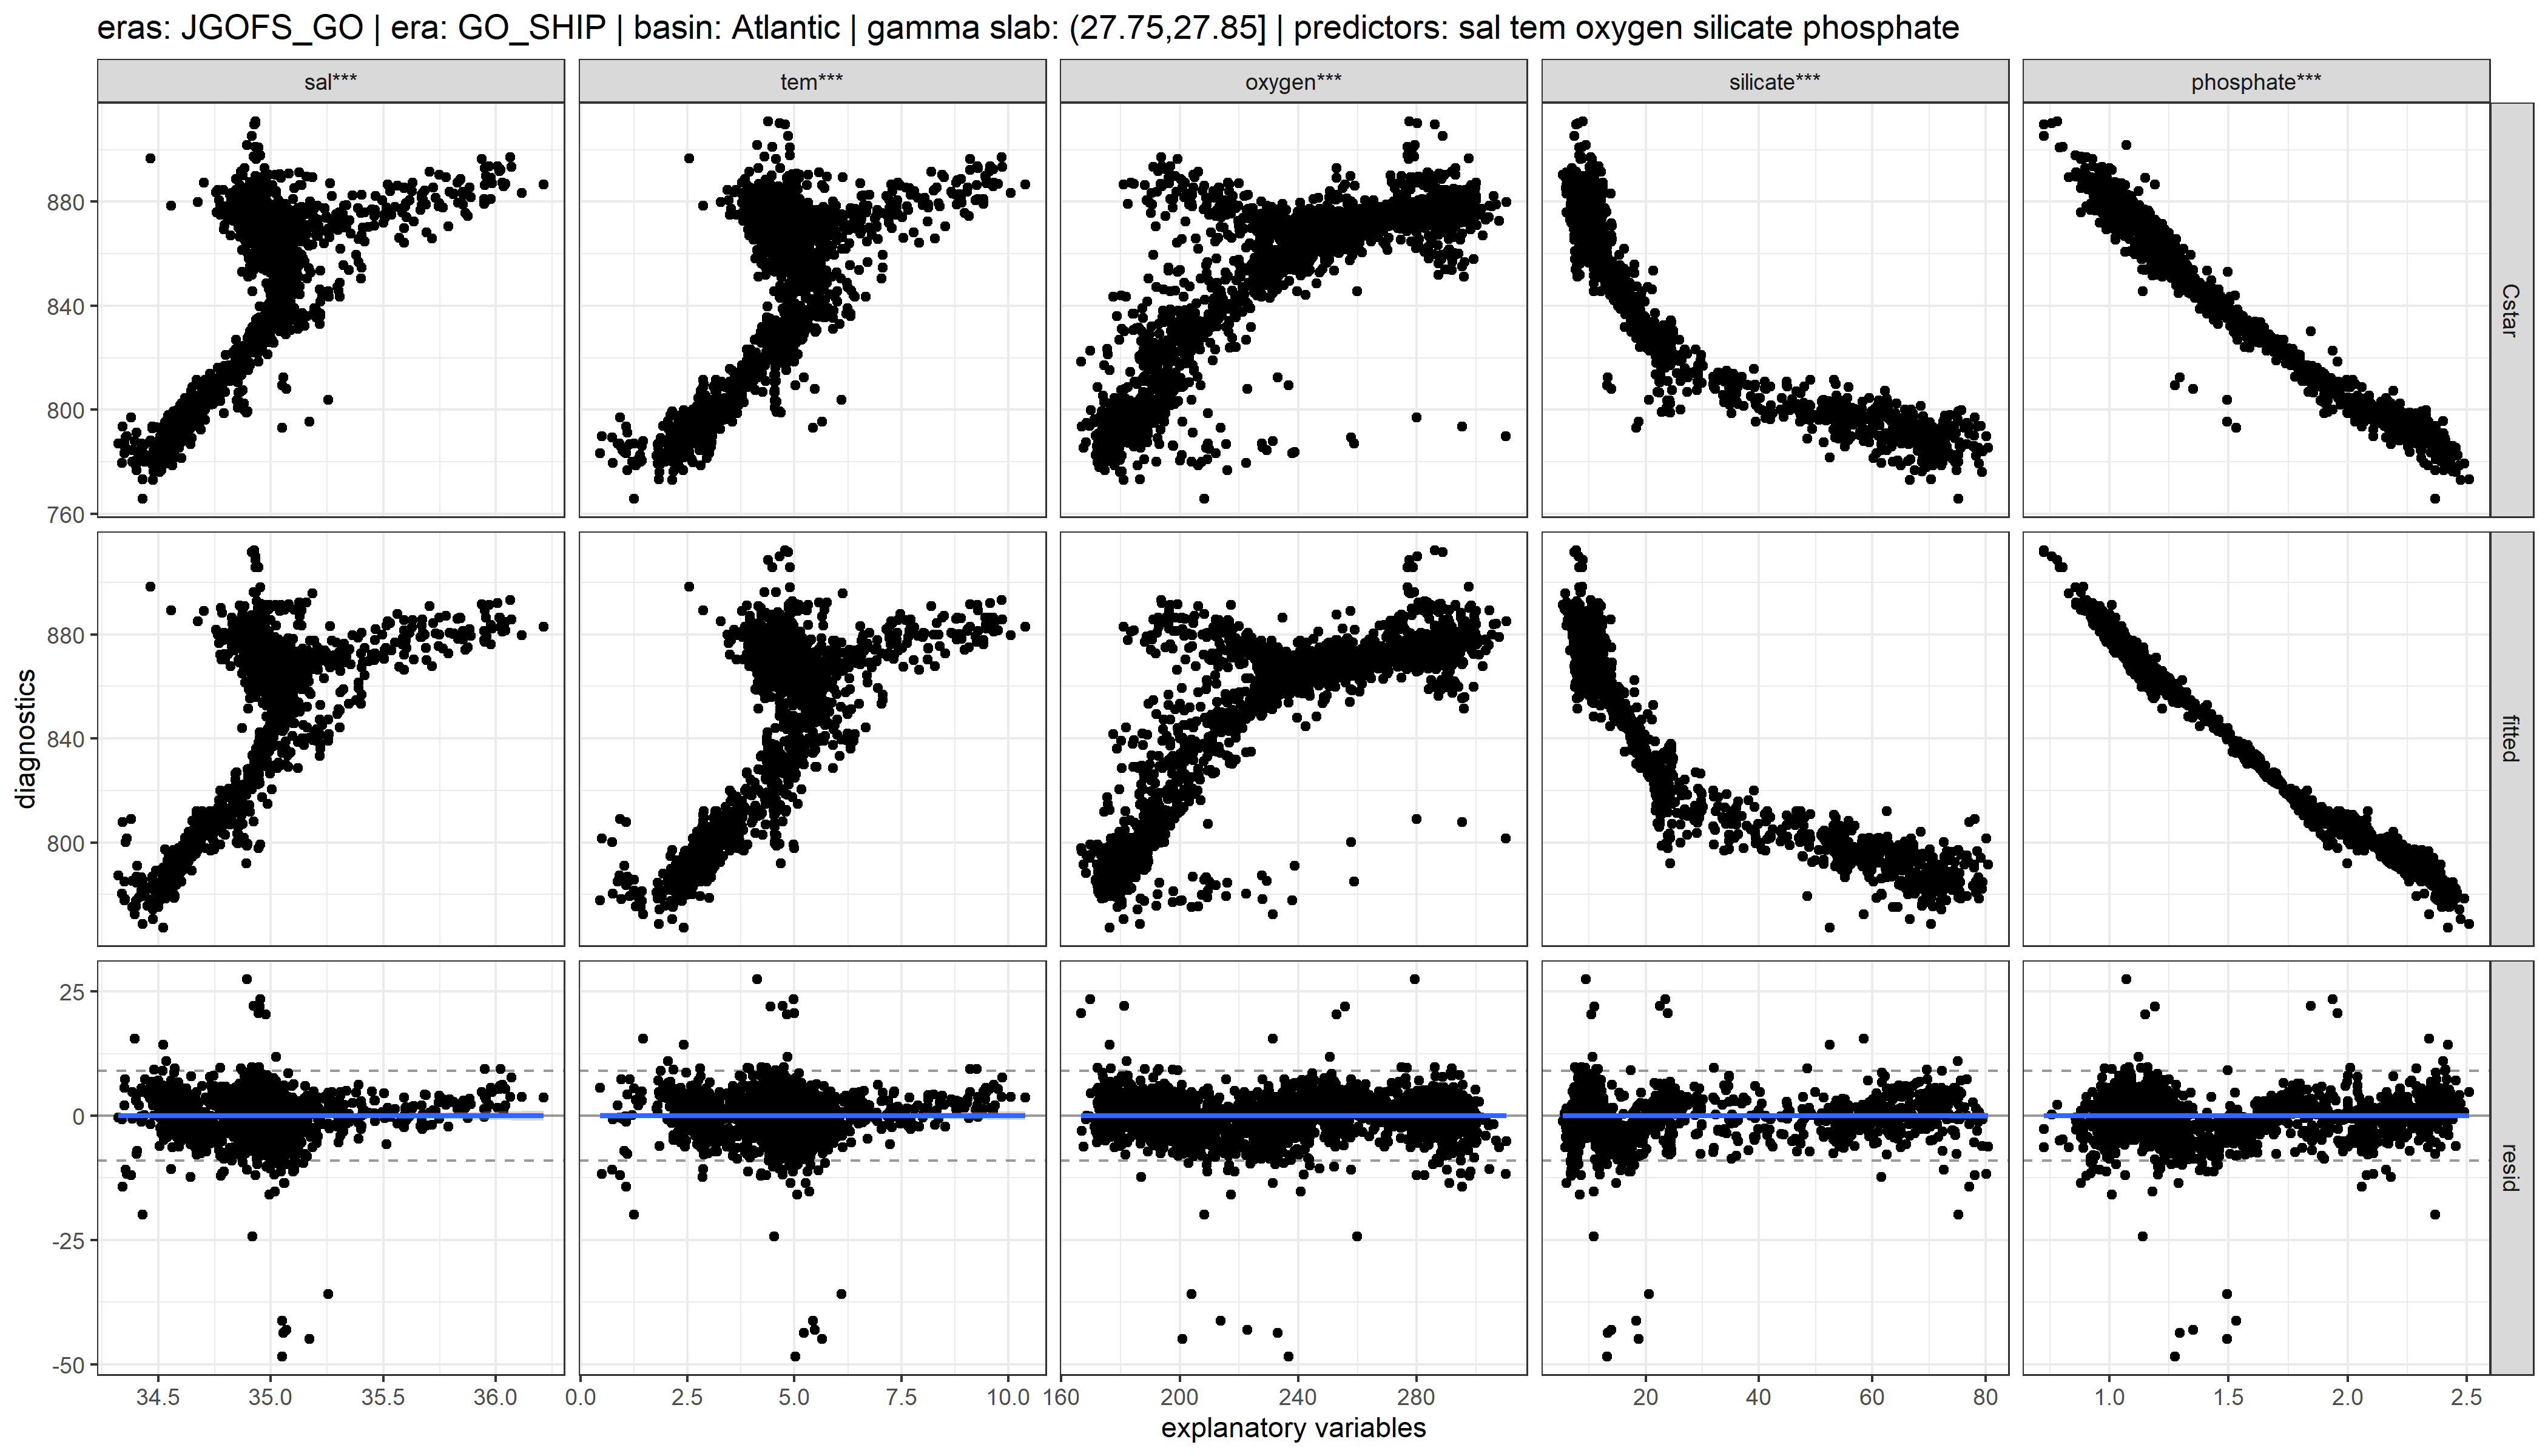 eras: JGOFS_GO | era: GO_SHIP | basin: Atlantic | gamma slab: (27.75,27.85] | predictors: sal tem oxygen silicate phosphate
sal*** tem*** oxygen*** silicate*** phosphate***
880
840
800
760
Cstar
880
840
800
fitted
diagnostics
25
0
-25
-50
resid
34.5 35.0 35.5 36.0 0.0 2.5 5.0 7.5 10.0 160 200 240 280 20 40 60 80 1.0 1.5 2.0 2.5
explanatory variables